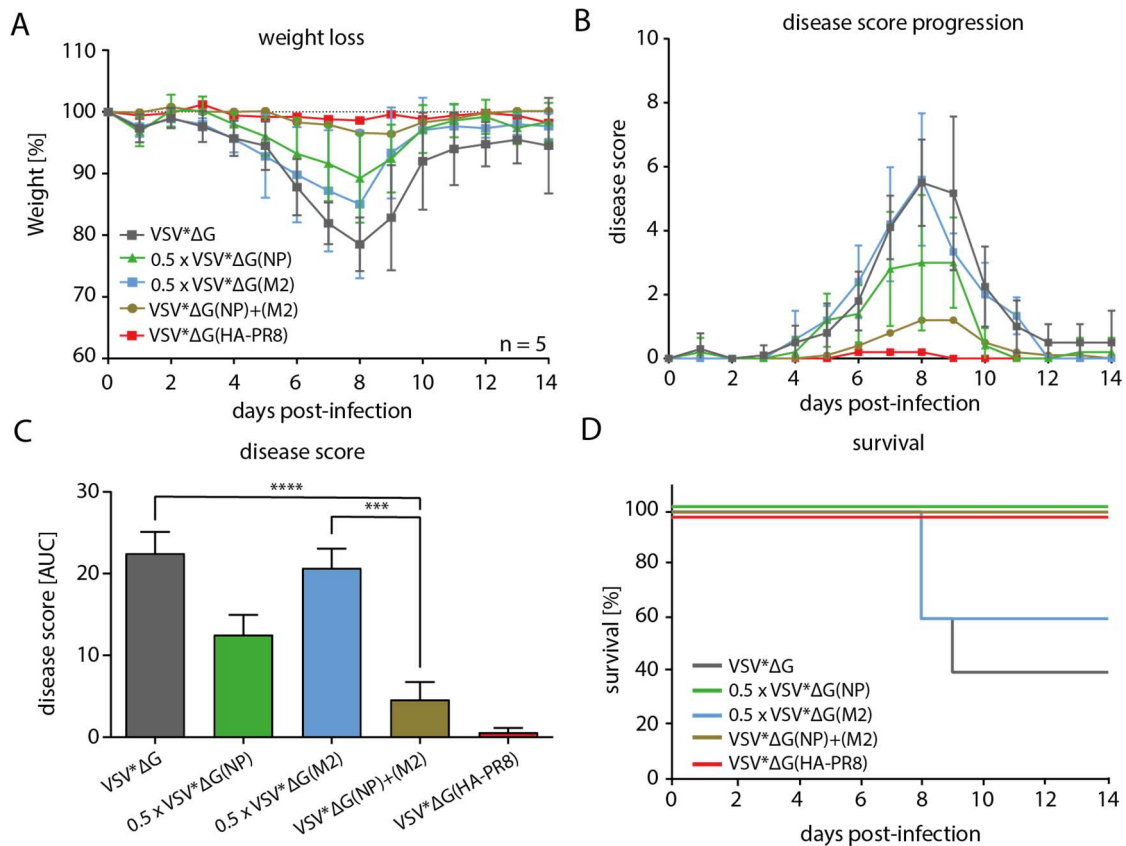 A
weight loss
110
100
90
80
70
60
Weight [%]
VSV*ΔG
0.5 x VSV*ΔG(NP)
0.5 x VSV*ΔG(M2)
VSV*ΔG(NP)+(M2)
VSV*ΔG(HA-PR8)
n = 5
0 2 4 6 8 10 12 14
days post-infection
B
disease score progression
10
8
6
4
2
0
disease score
0 2 4 6 8 10 12 14
days post-infection
C
disease score
30
20
10
0
disease score [AUC]
****
***
VSV*ΔG
0.5 x VSV*ΔG(NP)
0.5 x VSV*ΔG(M2)
VSV*ΔG(NP)+(M2)
VSV*ΔG(HA-PR8)
D
survival
100
80
60
40
20
0
survival [%]
VSV*ΔG
0.5 x VSV*ΔG(NP)
0.5 x VSV*ΔG(M2)
VSV*ΔG(NP)+(M2)
VSV*ΔG(HA-PR8)
0 2 4 6 8 10 12 14
days post-infection